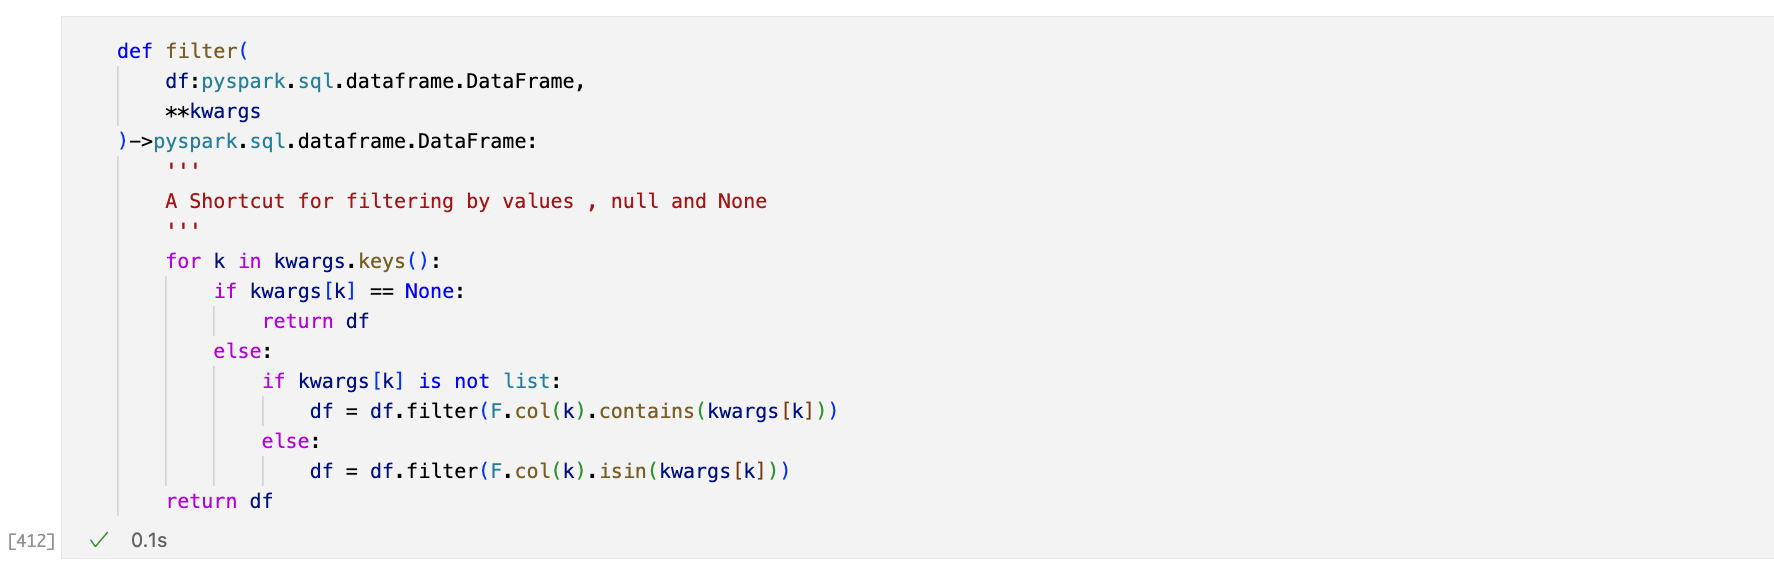 def filter(
    df:pyspark.sql.dataframe.DataFrame,
    **kwargs
)->pyspark.sql.dataframe.DataFrame:
    '''
    A Shortcut for filtering by values , null and None
    '''
    for k in kwargs.keys():
        if kwargs[k] == None:
            return df
        else:
            if kwargs[k] is not list:
                df = df.filter(F.col(k).contains(kwargs[k]))
            else:
                df = df.filter(F.col(k).isin(kwargs[k]))
    return df
[412] ✓ 0.1s